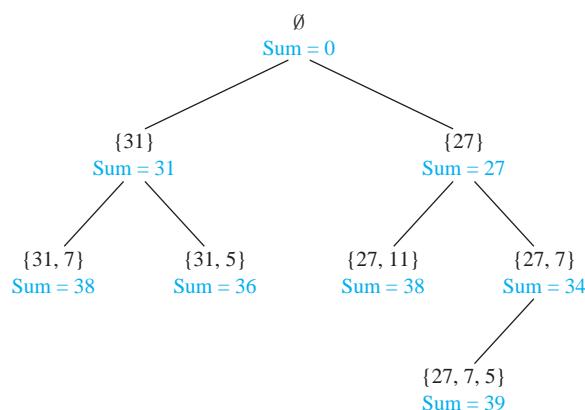 ∅
Sum = 0
{31}
Sum = 31
{27}
Sum = 27
{31, 7}
Sum = 38
{31, 5}
Sum = 36
{27, 11}
Sum = 38
{27, 7}
Sum = 34
{27, 7, 5}
Sum = 39